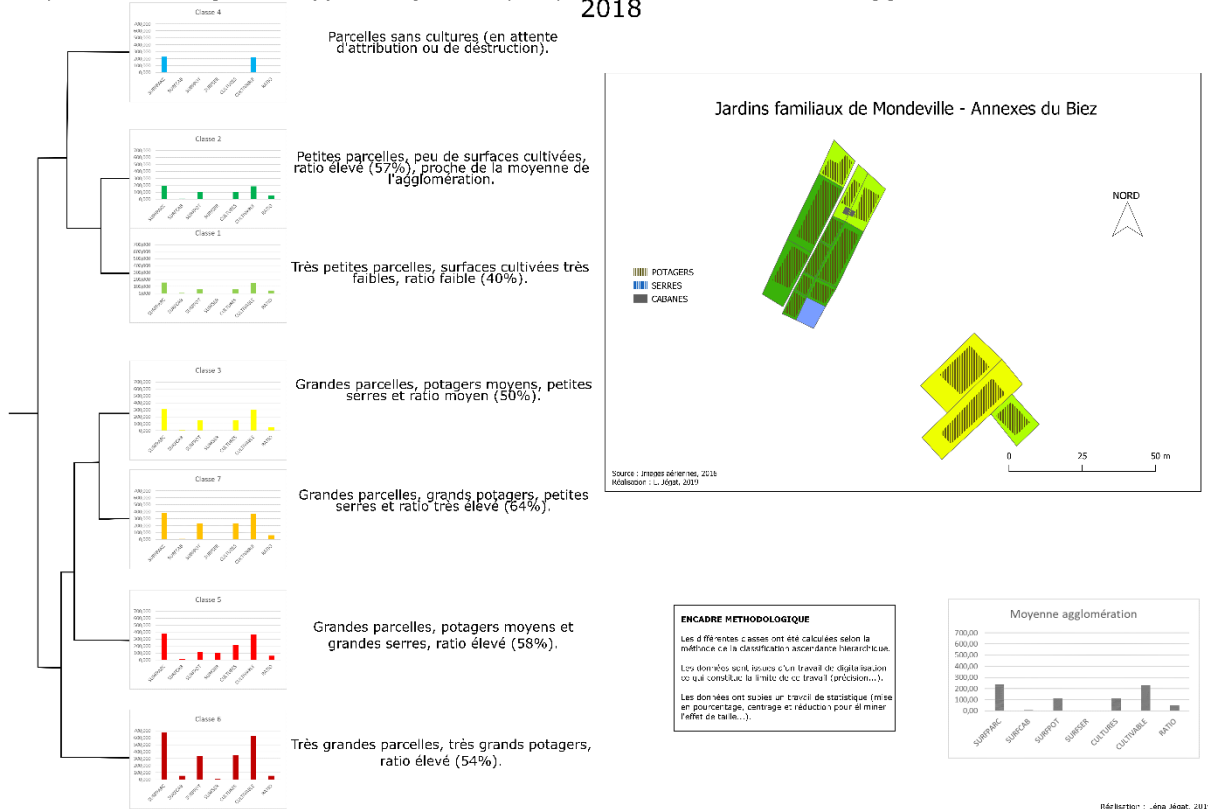 2018
Classe 4
Parcelles sans cultures (en attente
d'attribution ou de destruction).
Classe 2
Petites parcelles, peu de surfaces cultivées,
ratio élevé (57%), proche de la moyenne de
l'agglomération.
Classe 1
Très petites parcelles, surfaces cultivées très
faibles, ratio faible (40%).
Classe 3
Grandes parcelles, potagers moyens, petites
serres et ratio moyen (50%).
Classe 7
Grandes parcelles, grands potagers, petites
serres et ratio très élevé (64%).
Classe 5
Grandes parcelles, potagers moyens et
grandes serres, ratio élevé (58%).
Classe 6
Très grandes parcelles, très grands potagers,
ratio élevé (54%).
Jardins familiaux de Mondeville - Annexes du Biez
NORD
POTAGERS
SERRES
CABANES
0 25 50 m
Source : Images aériennes, 2018
Réalisation : L. Jégat, 2019
ENCADRE METHODOLOGIQUE
Les différentes classes ont été calculées selon la
méthode de la classification ascendante hiérarchique.
Les données sont issues d'un travail de digitalisation
ce qui constitue la limite de ce travail (précision...).
Les données ont subies un travail de statistique (mise
en pourcentage, centrage et réduction pour éliminer
l'effet de taille...).
Moyenne agglomération
700,00
600,00
500,00
400,00
300,00
200,00
100,00
0,00
SURFPARC
SURFCAB
SURFPOT
SURFSER
CULTURES
CULTIVABLE
RATIO
Réalisation : Léna Jégat, 2019